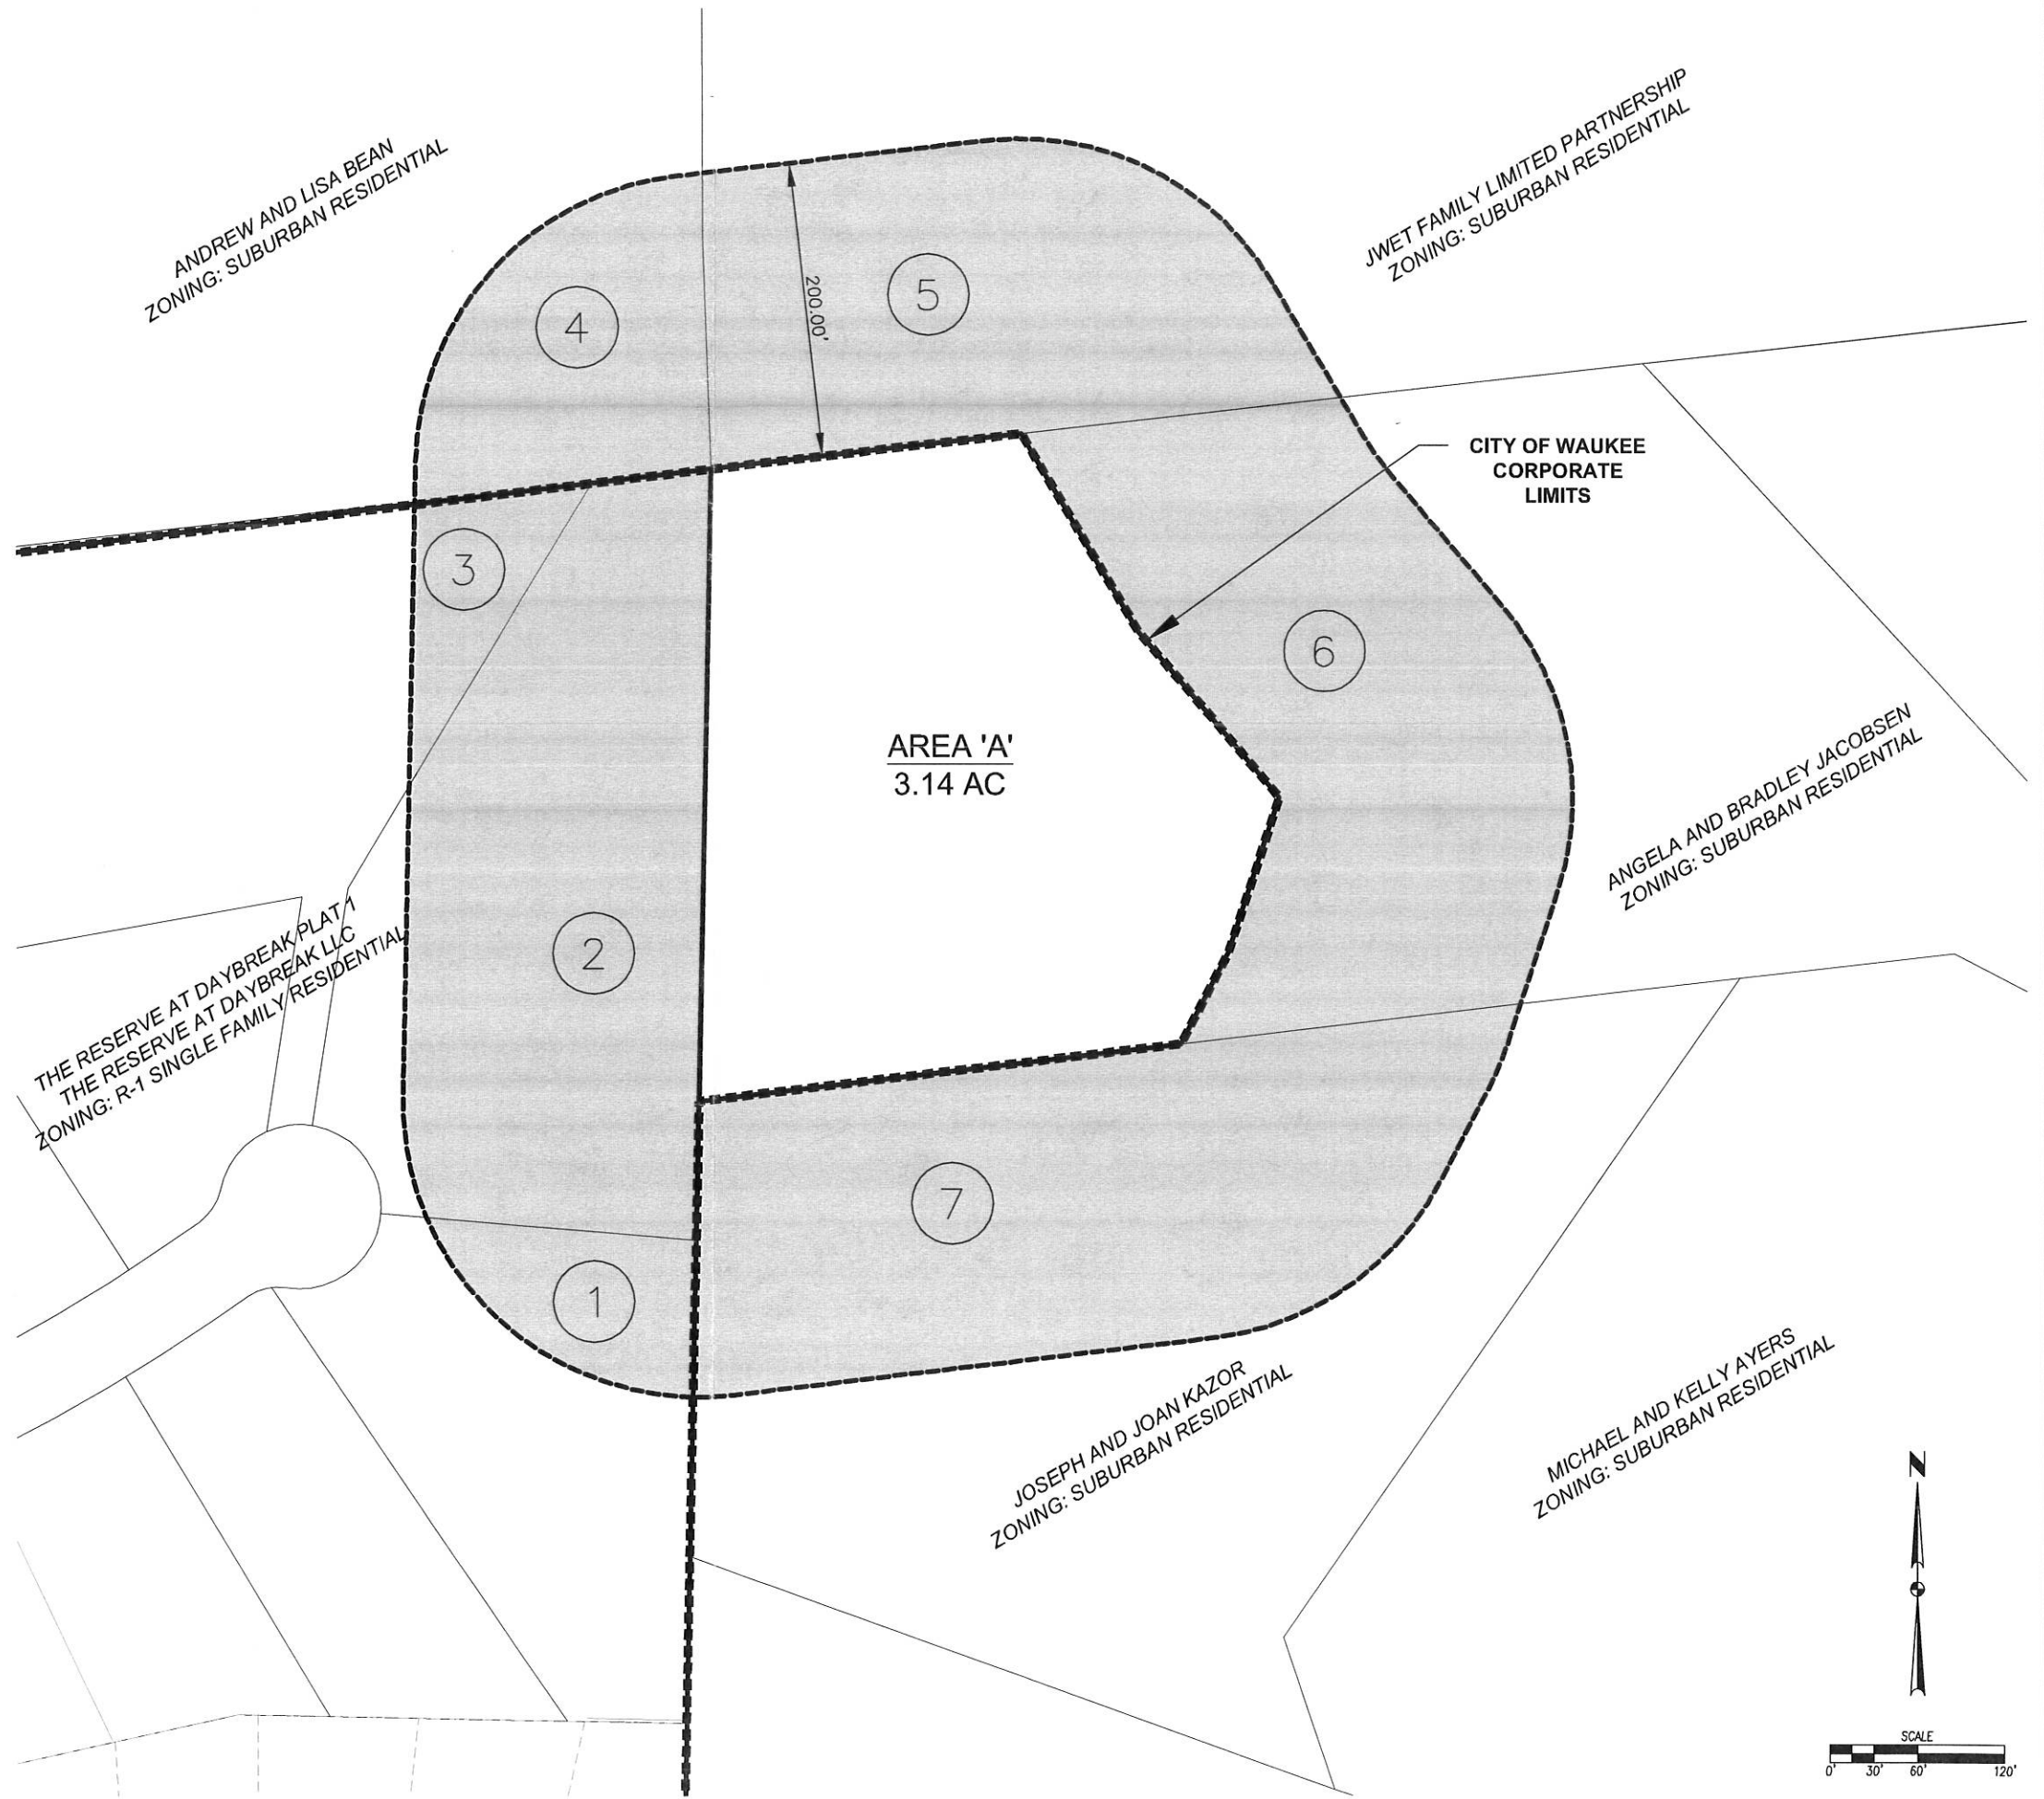 ANDREW AND LISA BEAN
ZONING: SUBURBAN RESIDENTIAL
JWET FAMILY LIMITED PARTNERSHIP
ZONING: SUBURBAN RESIDENTIAL
4
5
200.00'
CITY OF WAUKEE
CORPORATE
LIMITS
3
6
AREA 'A'
3.14 AC
ANGELA AND BRADLEY JACOBSEN
ZONING: SUBURBAN RESIDENTIAL
2
THE RESERVE AT DAYBREAK PLAT 1
THE RESERVE AT DAYBREAK LLC
ZONING: R-1 SINGLE FAMILY RESIDENTIAL
7
1
JOSEPH AND JOAN KAZOR
ZONING: SUBURBAN RESIDENTIAL
MICHAEL AND KELLY AYERS
ZONING: SUBURBAN RESIDENTIAL
N
SCALE
0' 30' 60' 120'